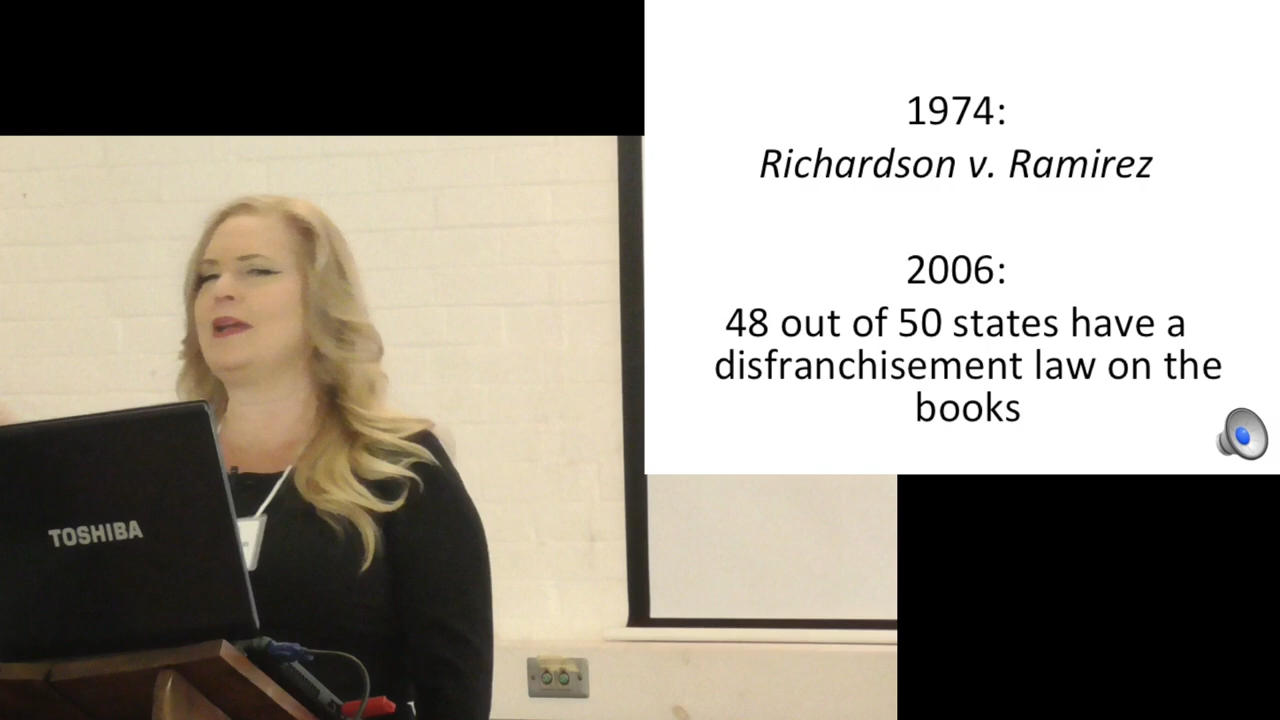 1974:
Richardson v. Ramirez
2006:
48 out of 50 states have a
disfranchisement law on the
books
TOSHIBA